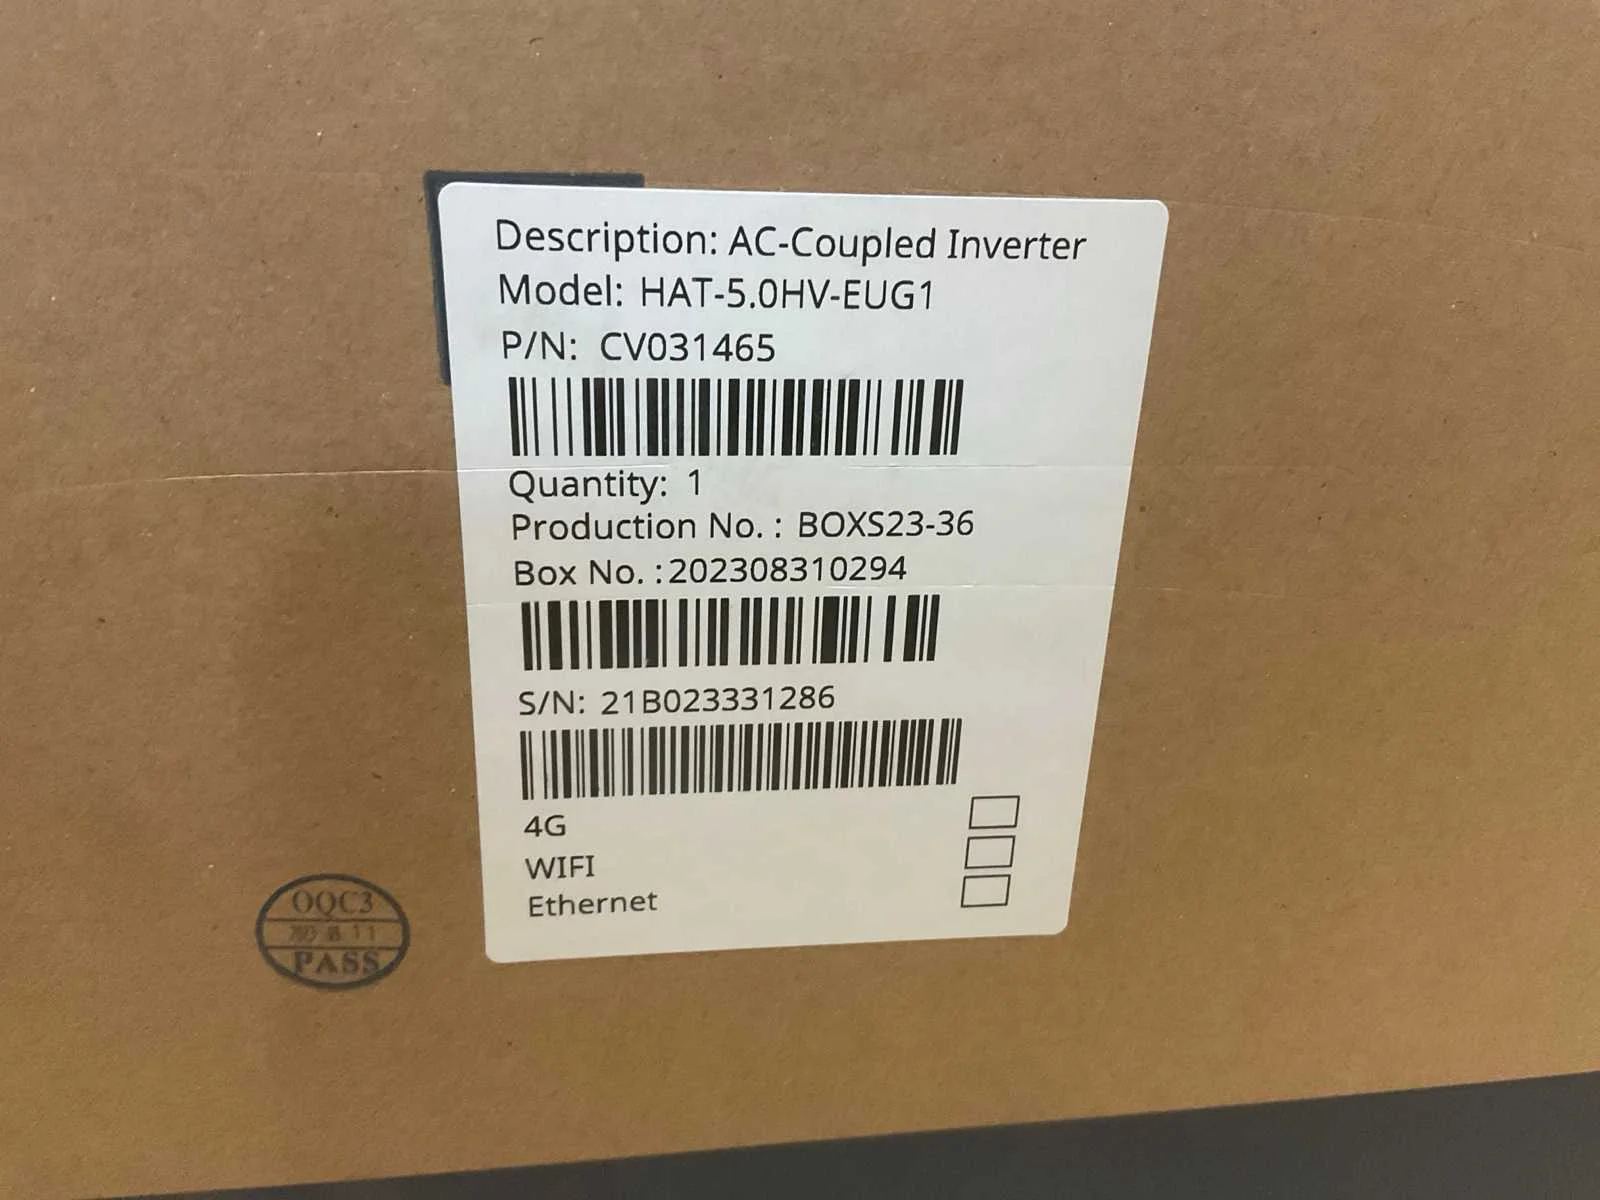 Description: AC-Coupled Inverter
Model: HAT-5.0HV-EUG1
P/N: CV031465
Quantity: 1
Production No. : BOXS23-36
Box No. :202308310294
S/N: 21B023331286
4G
WIFI
Ethernet
OQC3
PASS